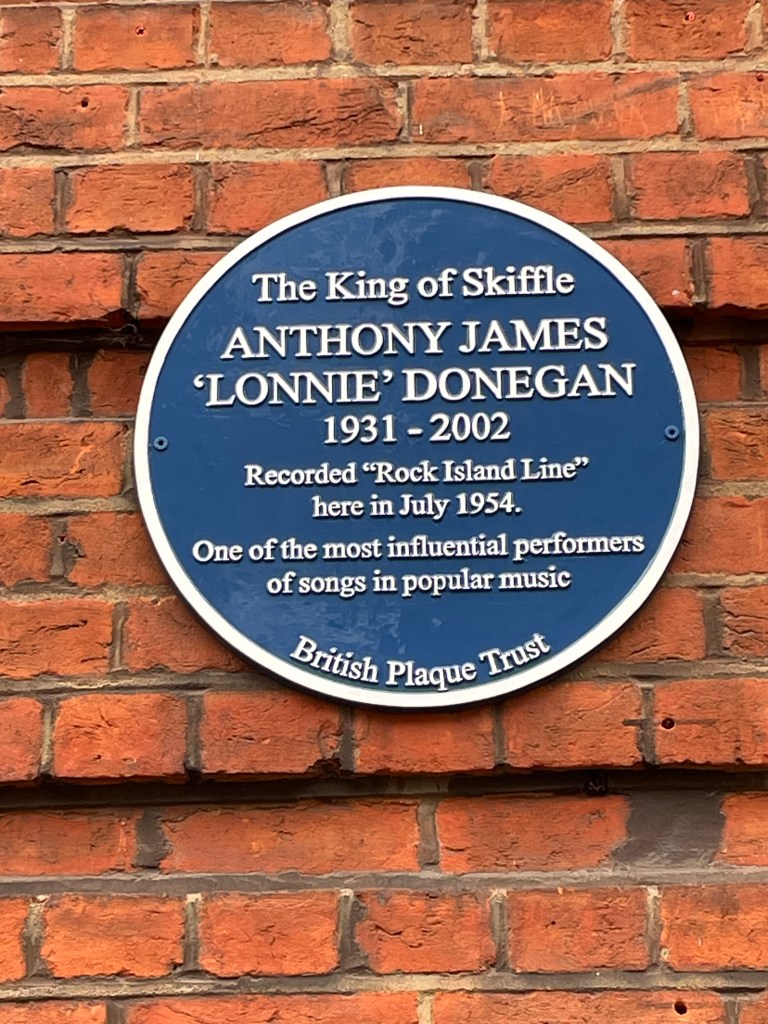 The King of Skiffle
ANTHONY JAMES
‘LONNIE’ DONEGAN
1931 - 2002
Recorded “Rock Island Line”
here in July 1954.
One of the most influential performers
of songs in popular music
British Plaque Trust